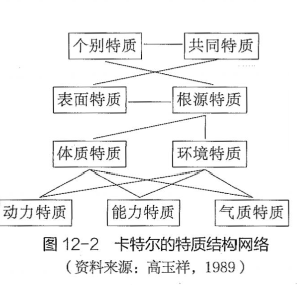 个别特质 共同特质
表面特质 根源特质
体质特质 环境特质
动力特质 能力特质 气质特质
图 12-2 卡特尔的特质结构网络
（资料来源：高玉祥，1989）